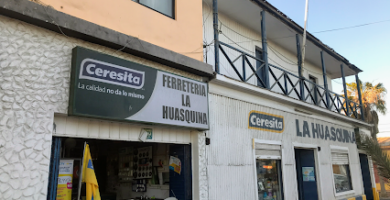 Ceresita
La calidad no da lo mismo
FERRETERIA
LA
HUASQUINA
Ceresita
LA HUASQUINA